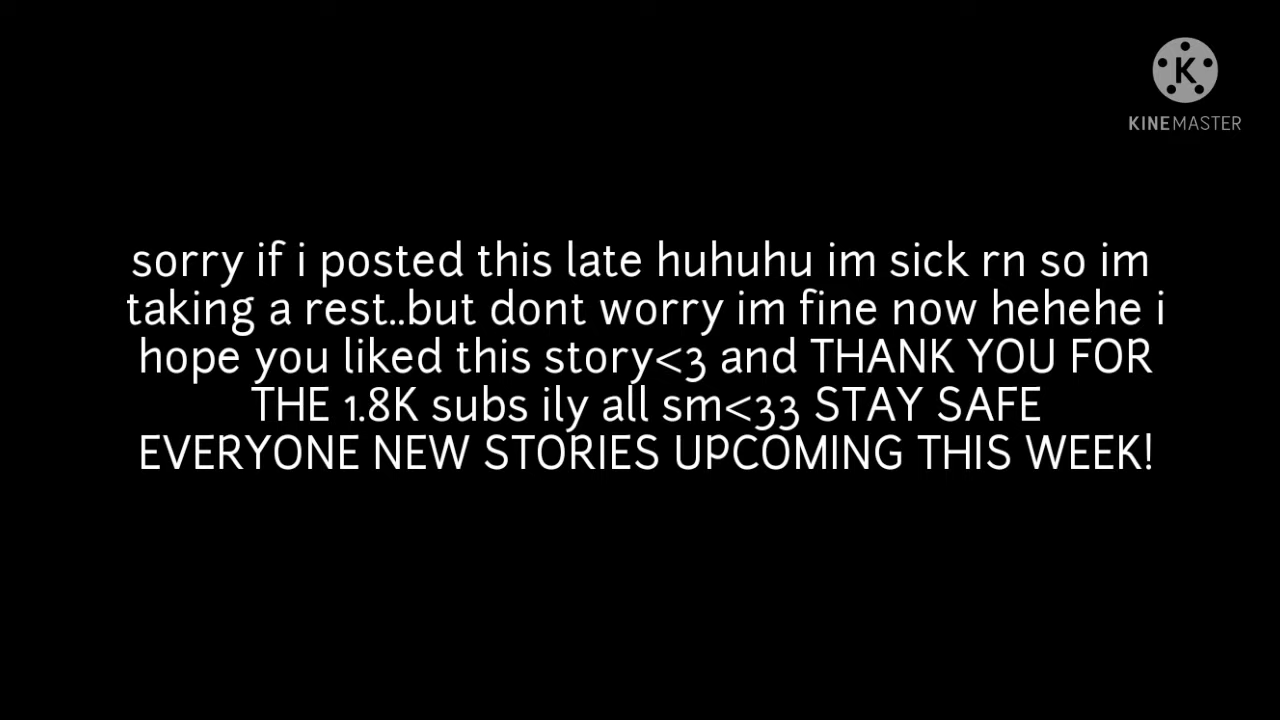 K
KINEMASTER
sorry if i posted this late huhuhu im sick rn so im
taking a rest..but dont worry im fine now hehehe i
hope you liked this story<3 and THANK YOU FOR
THE 1.8K subs ily all sm<33 STAY SAFE
EVERYONE NEW STORIES UPCOMING THIS WEEK!